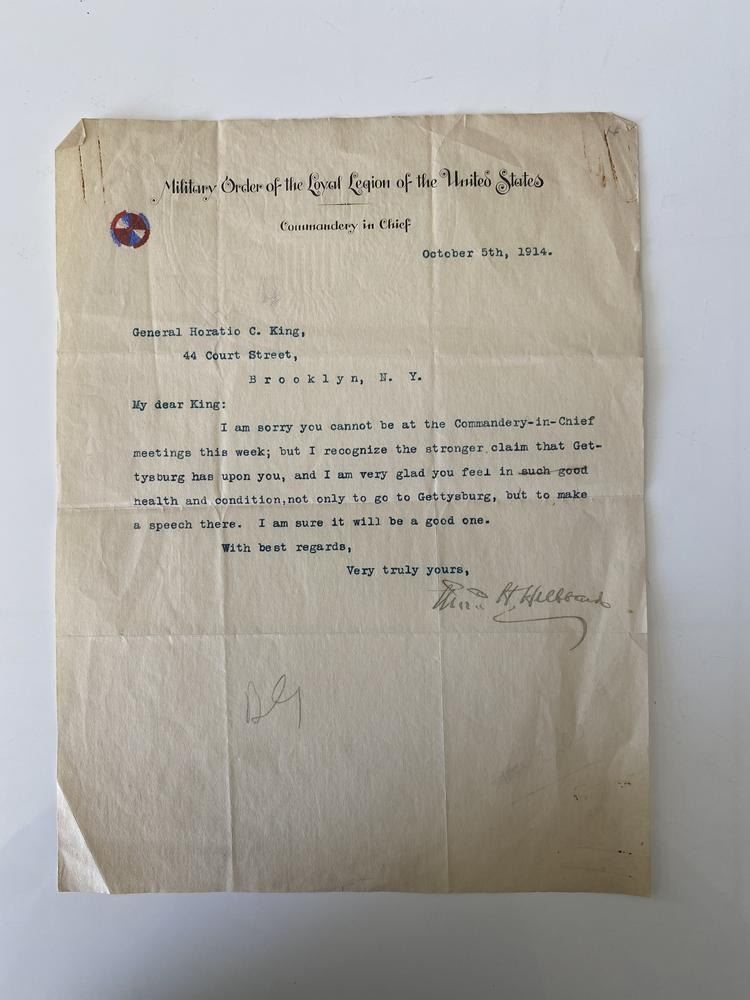 Military Order of the Loyal Legion of the United States
Commandery in Chief
October 5th, 1914.
General Horatio C. King,
44 Court Street,
Brooklyn, N. Y.
My dear King:
I am sorry you cannot be at the Commandery-in-Chief
meetings this week; but I recognize the stronger claim that Get-
tysburg has upon you, and I am very glad you feel in such good
health and condition,not only to go to Gettysburg, but to make
a speech there. I am sure it will be a good one.
With best regards,
Very truly yours,
H. Hubbard